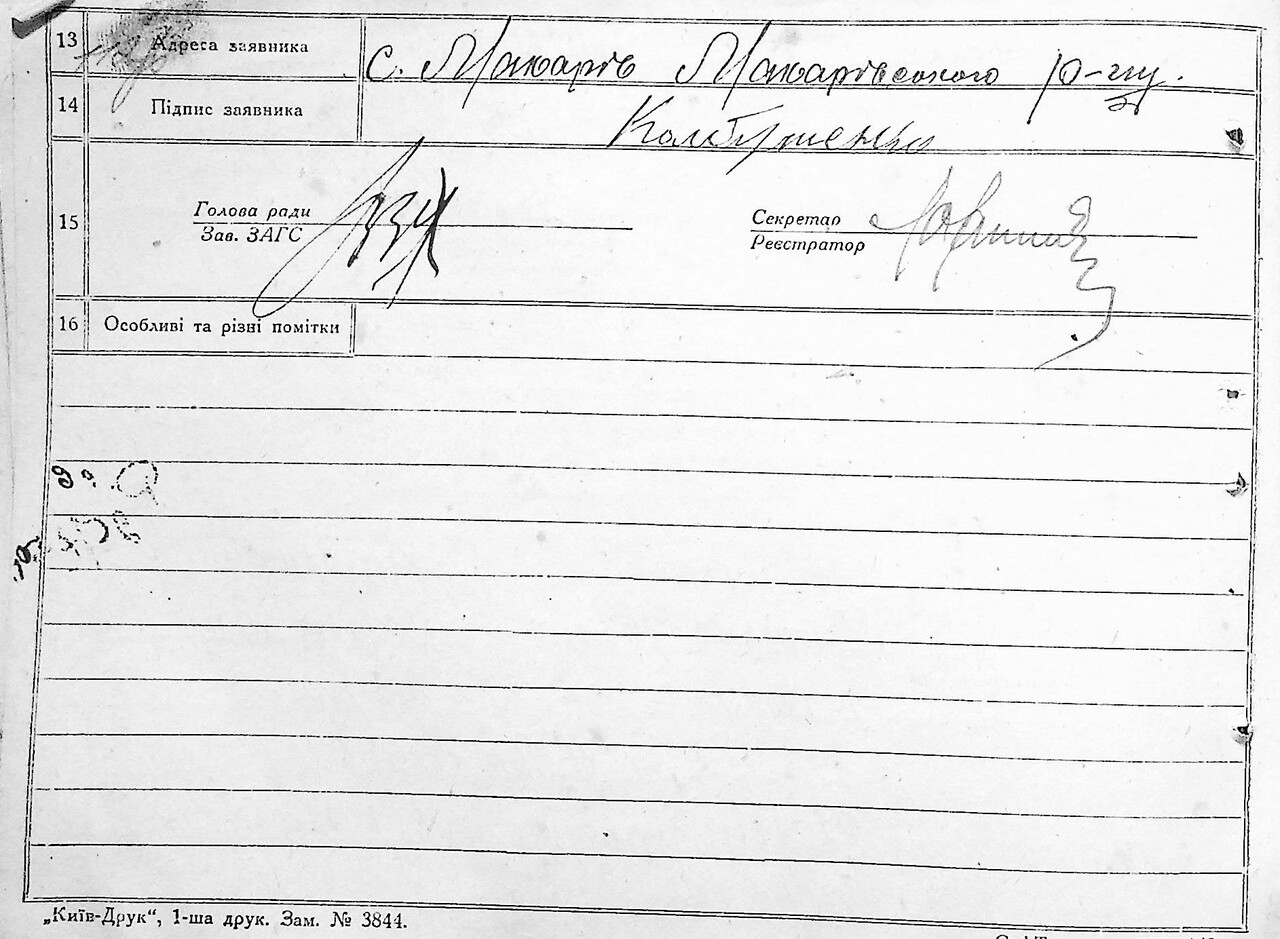 13 Адреса заявника с. Макарів Макарівського р-ну.
14 Підпис заявника
15 Голова ради Секретар
Зав. ЗАГС Реєстратор
16 Особливі та різні помітки
„Київ-Друк“, 1-ша друк. Зам. № 3844.